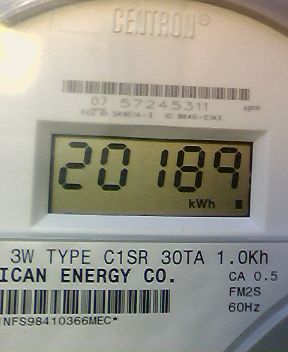 CENTRON®
07 57245311 HPP
20189
kWh
3W TYPE C1SR 30TA 1.0Kh
ICAN ENERGY CO. CA 0.5
FM2S
NFS98410366MEC* 60Hz